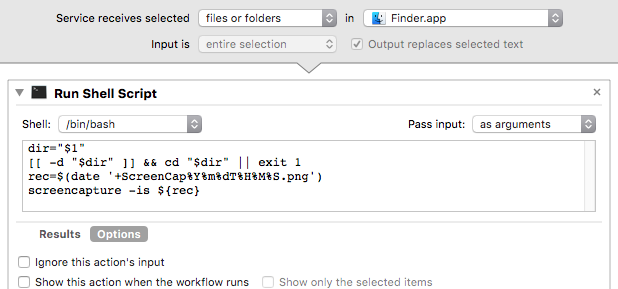 Service receives selected files or folders in Finder.app
Input is entire selection Output replaces selected text
Run Shell Script
Shell: /bin/bash Pass input: as arguments
dir="$1"
[[ -d "$dir" ]] && cd "$dir" || exit 1
rec=$(date '+ScreenCap%Y%m%dT%H%M%S.png')
screencapture -is ${rec}
Results Options
Ignore this action's input
Show this action when the workflow runs Show only the selected items